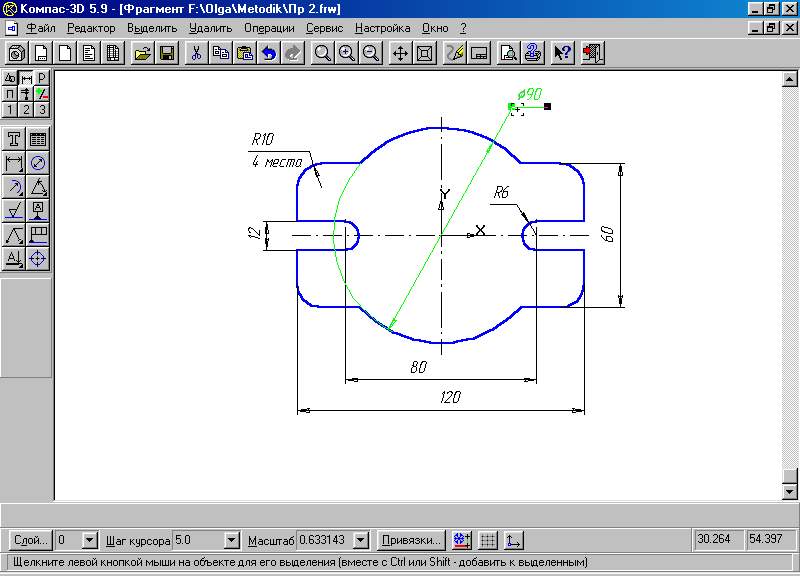 Компас-3D 5.9 - [Фрагмент F:\Olga\Metodik\Пр 2.frw]
Файл Редактор Выделить Удалить Операции Сервис Настройка Окно ?
P
1 2 3
T
ϕ90
R10
4 места
Y
R6
X
12
60
80
120
Слой... 0 Шаг курсора 5.0 Масштаб 0.633143 Привязки... 30.264 54.397
Щелкните левой кнопкой мыши на объекте для его выделения (вместе с Ctrl или Shift - добавить к выделенным)